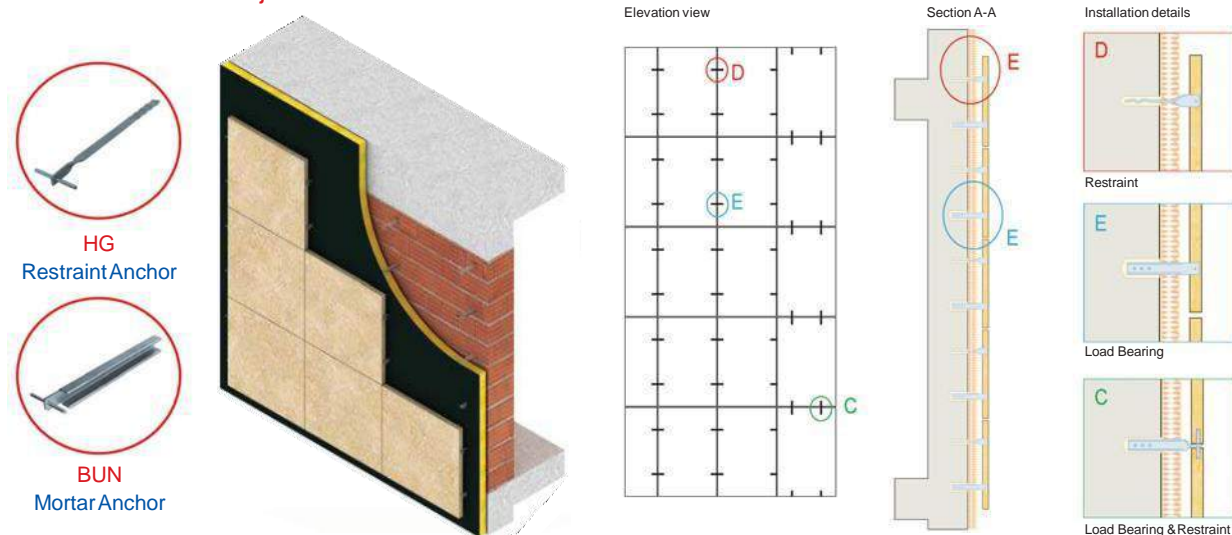 HG
Restraint Anchor
BUN
Mortar Anchor
Elevation view
D
E
C
Section A-A
E
E
Installation details
D
Restraint
E
Load Bearing
C
Load Bearing & Restraint